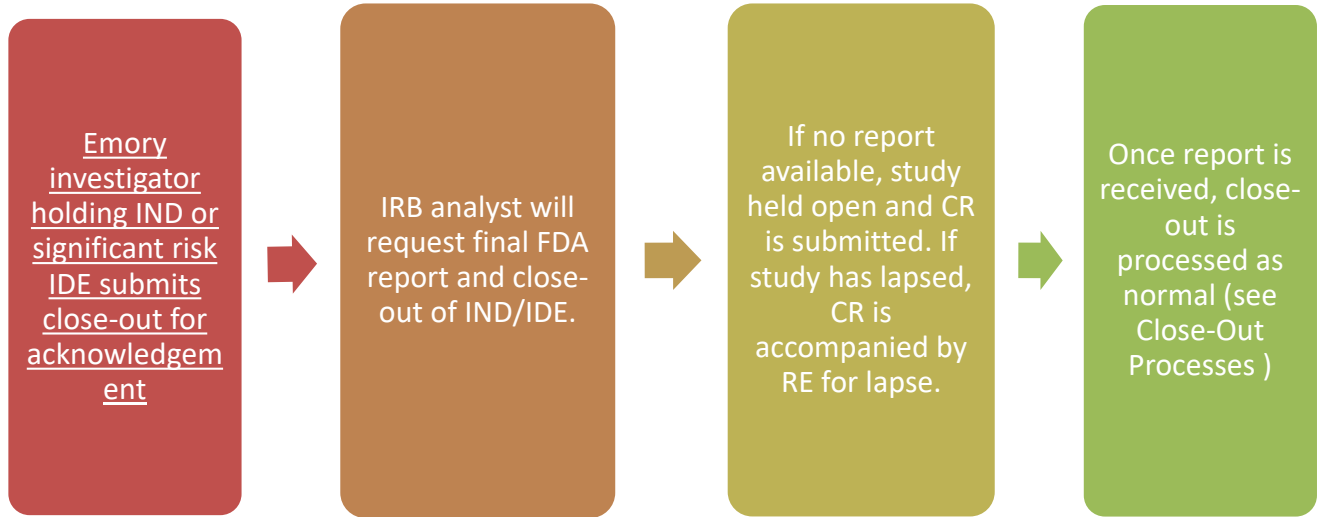 Emory
investigator
holding IND or
significant risk
IDE submits
close-out for
acknowledgem
ent
IRB analyst will
request final FDA
report and close-
out of IND/IDE.
If no report
available, study
held open and CR
is submitted. If
study has lapsed,
CR is
accompanied by
RE for lapse.
Once report is
received, close-
out is
processed as
normal (see
Close-Out
Processes )